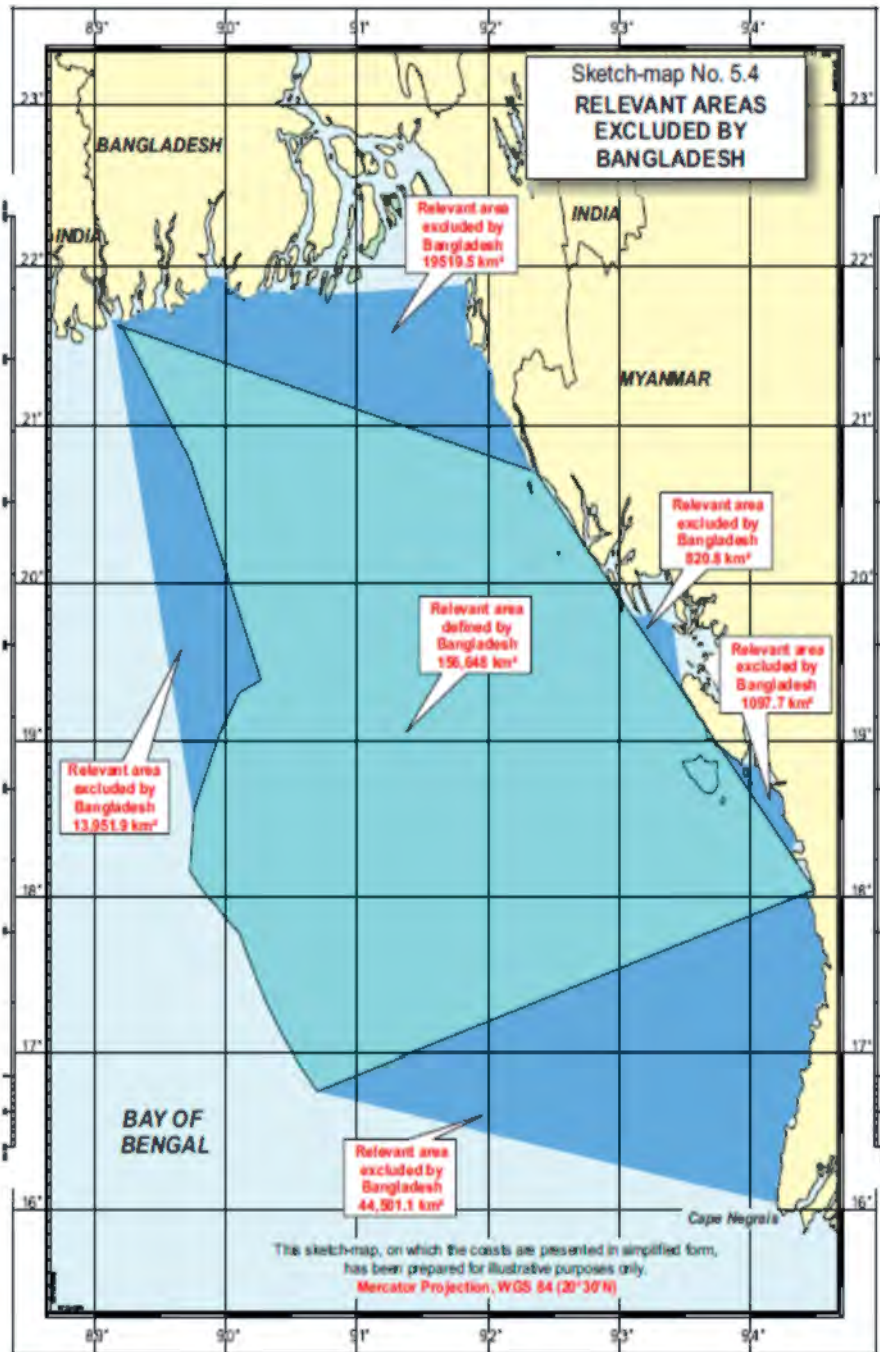 89° 90° 91° 92° 93° 94°
Sketch-map No. 5.4
RELEVANT AREAS
EXCLUDED BY
BANGLADESH
23° 23°
BANGLADESH
INDIA
INDIA
Relevant area
excluded by
Bangladesh
19519.5 km²
22° 22°
MYANMAR
21° 21°
Relevant area
excluded by
Bangladesh
820.8 km²
20° 20°
Relevant area
defined by
Bangladesh
156,648 km²
Relevant area
excluded by
Bangladesh
1097.7 km²
19° 19°
Relevant area
excluded by
Bangladesh
13,951.9 km²
18° 18°
17° 17°
BAY OF
BENGAL
Relevant area
excluded by
Bangladesh
44,501.1 km²
16° 16°
Cape Negrais
This sketch-map, on which the coasts are presented in simplified form,
has been prepared for illustrative purposes only.
Mercator Projection, WGS 84 (20°30'N)
89° 90° 91° 92° 93° 94°